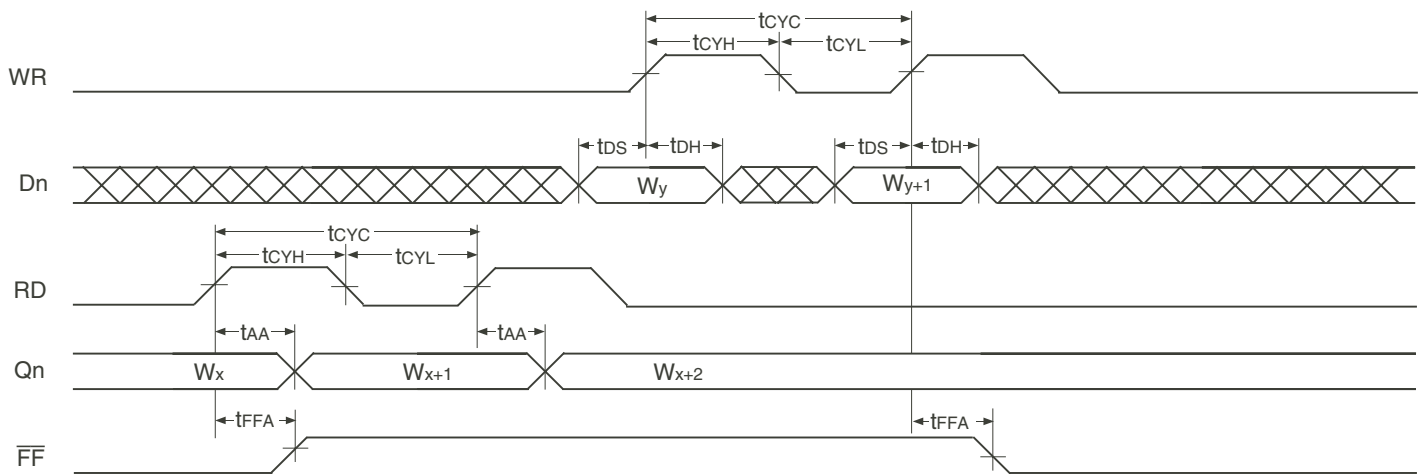 tCYC
tCYH tCYL
WR
tDS tDH tDS tDH
Dn Wy Wy+1
tCYC
tCYH tCYL
RD
tAA tAA
Qn Wx Wx+1 Wx+2
tFFA tFFA
F̅F̅